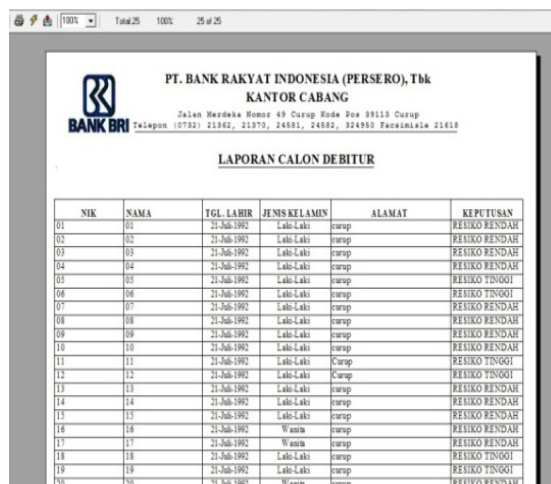 100% Total:25 100% 25 of 25
PT. BANK RAKYAT INDONESIA (PERSERO), Tbk
KANTOR CABANG
Jalan Merdeka Nomor 49 Curup Kode Pos 39113 Curup
BANK BRI Telepon (0732) 21362, 21370, 24581, 24582, 324950 Facsimisle 21618
LAPORAN CALON DEBITUR
NIK NAMA TGL. LAHIR JENIS KELAMIN ALAMAT KEPUTUSAN
01 01 21-Juli-1992 Laki-Laki curup RESIKO RENDAH
02 02 21-Juli-1992 Laki-Laki curup RESIKO RENDAH
03 03 21-Juli-1992 Laki-Laki curup RESIKO RENDAH
04 04 21-Juli-1992 Laki-Laki curup RESIKO RENDAH
05 05 21-Juli-1992 Laki-Laki curup RESIKO TINGGI
06 06 21-Juli-1992 Laki-Laki curup RESIKO TINGGI
07 07 21-Juli-1992 Laki-Laki curup RESIKO RENDAH
08 08 21-Juli-1992 Laki-Laki curup RESIKO RENDAH
09 09 21-Juli-1992 Laki-Laki curup RESIKO RENDAH
10 10 21-Juli-1992 Laki-Laki curup RESIKO RENDAH
11 11 21-Juli-1992 Laki-Laki Curup RESIKO TINGGI
12 12 21-Juli-1992 Laki-Laki Curup RESIKO TINGGI
13 13 21-Juli-1992 Laki-Laki curup RESIKO RENDAH
14 14 21-Juli-1992 Laki-Laki curup RESIKO RENDAH
15 15 21-Juli-1992 Laki-Laki curup RESIKO RENDAH
16 16 21-Juli-1992 Wanita curup RESIKO RENDAH
17 17 21-Juli-1992 Wanita curup RESIKO RENDAH
18 18 21-Juli-1992 Laki-Laki curup RESIKO TINGGI
19 19 21-Juli-1992 Laki-Laki curup RESIKO TINGGI
20 20 21-Juli-1992 Wanita curup RESIKO RENDAH